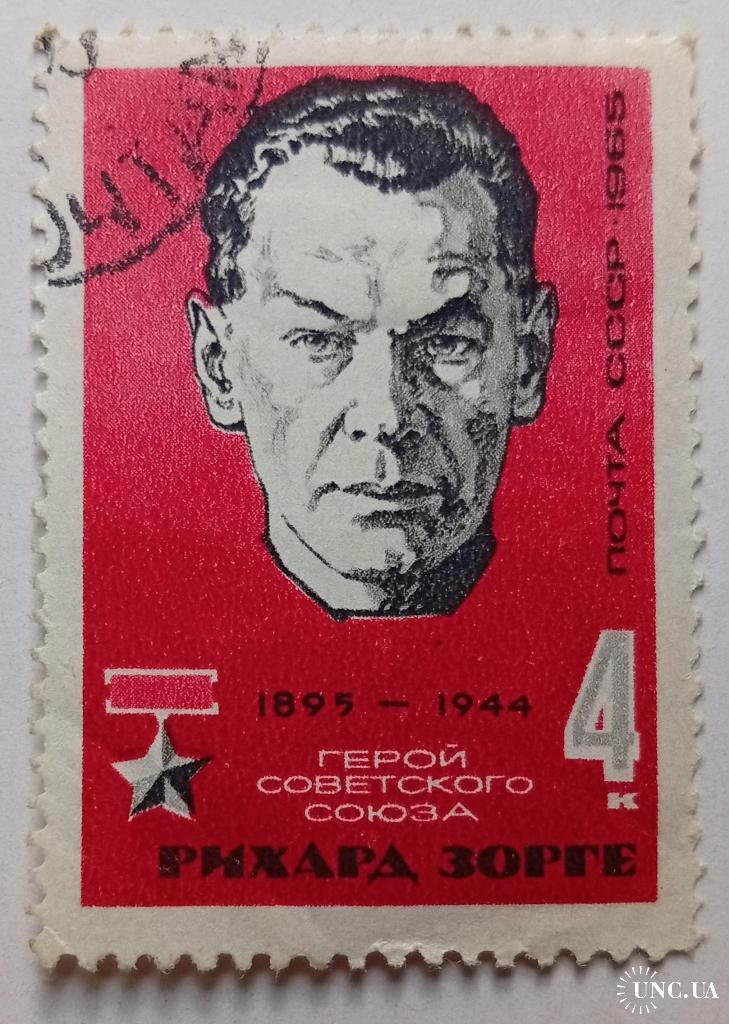 ПОЧТА СССР · 1965
1895 — 1944
4
К
ГЕРОЙ
СОВЕТСКОГО
СОЮЗА
РИХАРД ЗОРГЕ
UNC.UA